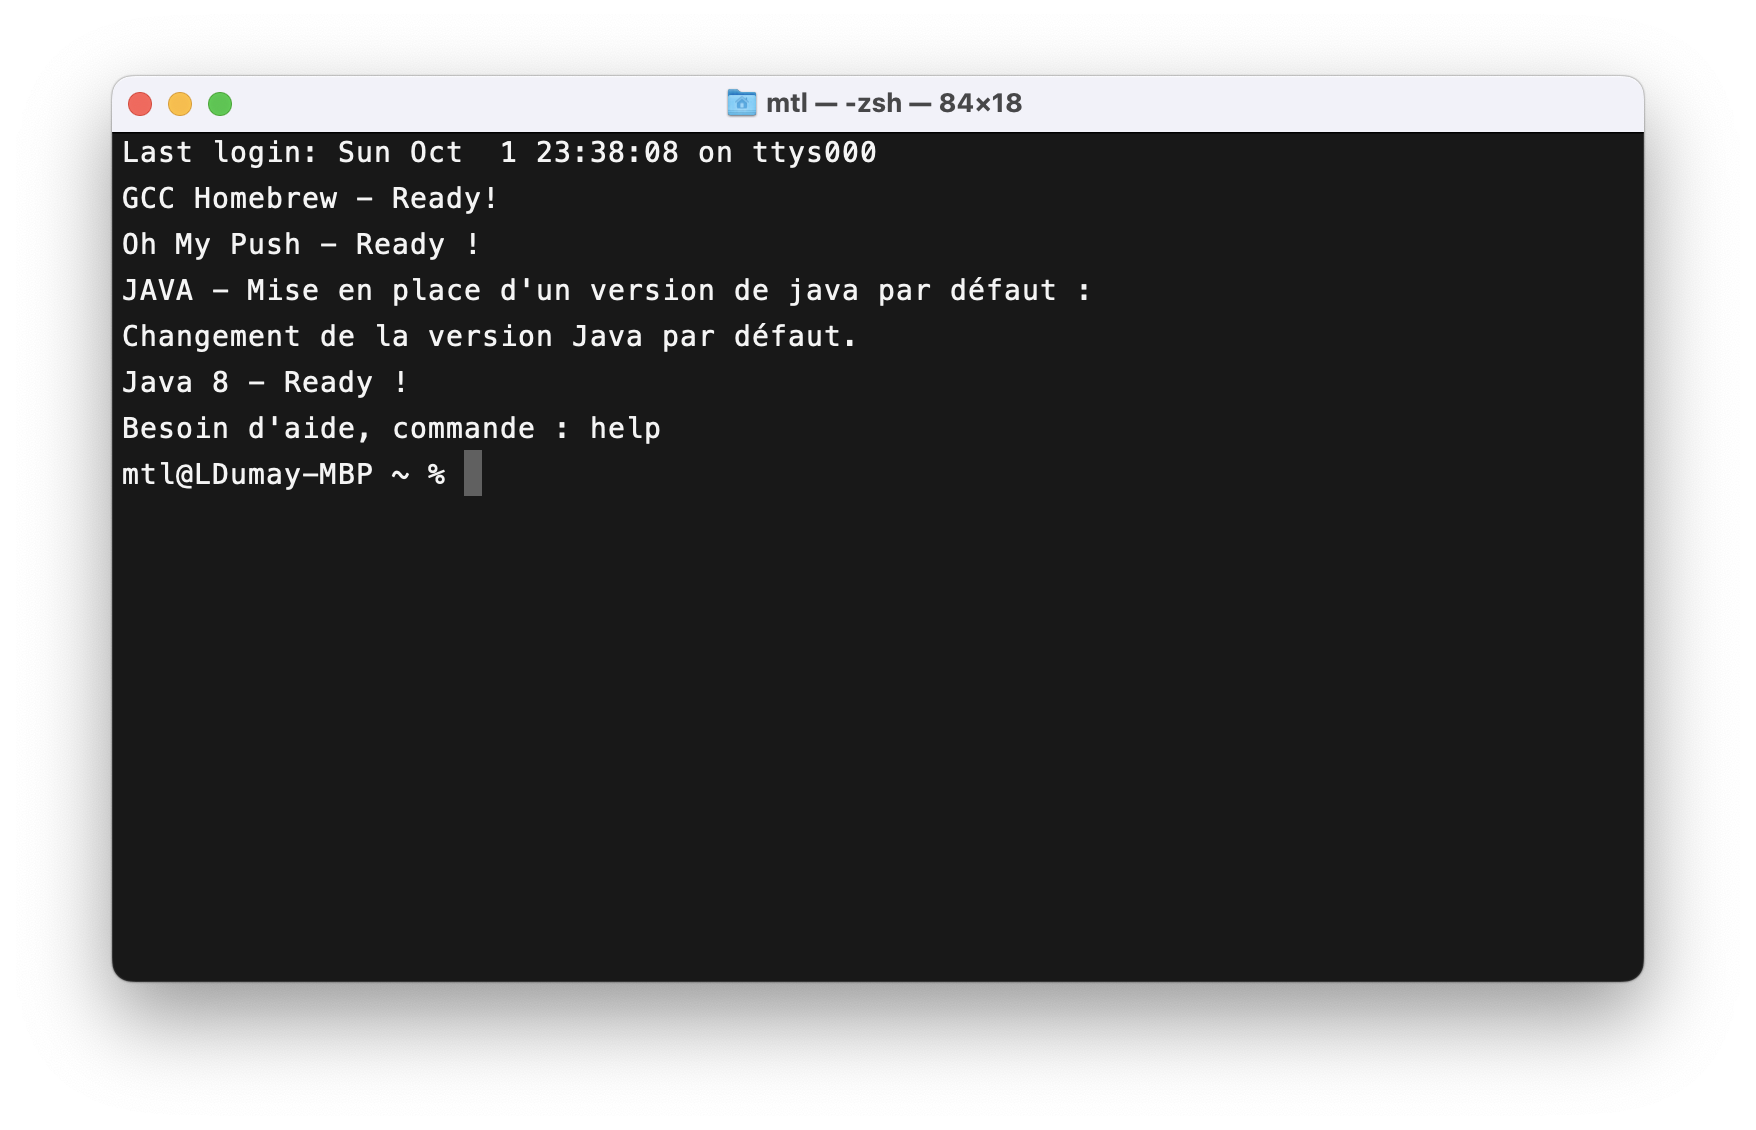 mtl — -zsh — 84×18
Last login: Sun Oct  1 23:38:08 on ttys000
GCC Homebrew - Ready!
Oh My Push - Ready !
JAVA - Mise en place d'un version de java par défaut :
Changement de la version Java par défaut.
Java 8 - Ready !
Besoin d'aide, commande : help
mtl@LDumay-MBP ~ %